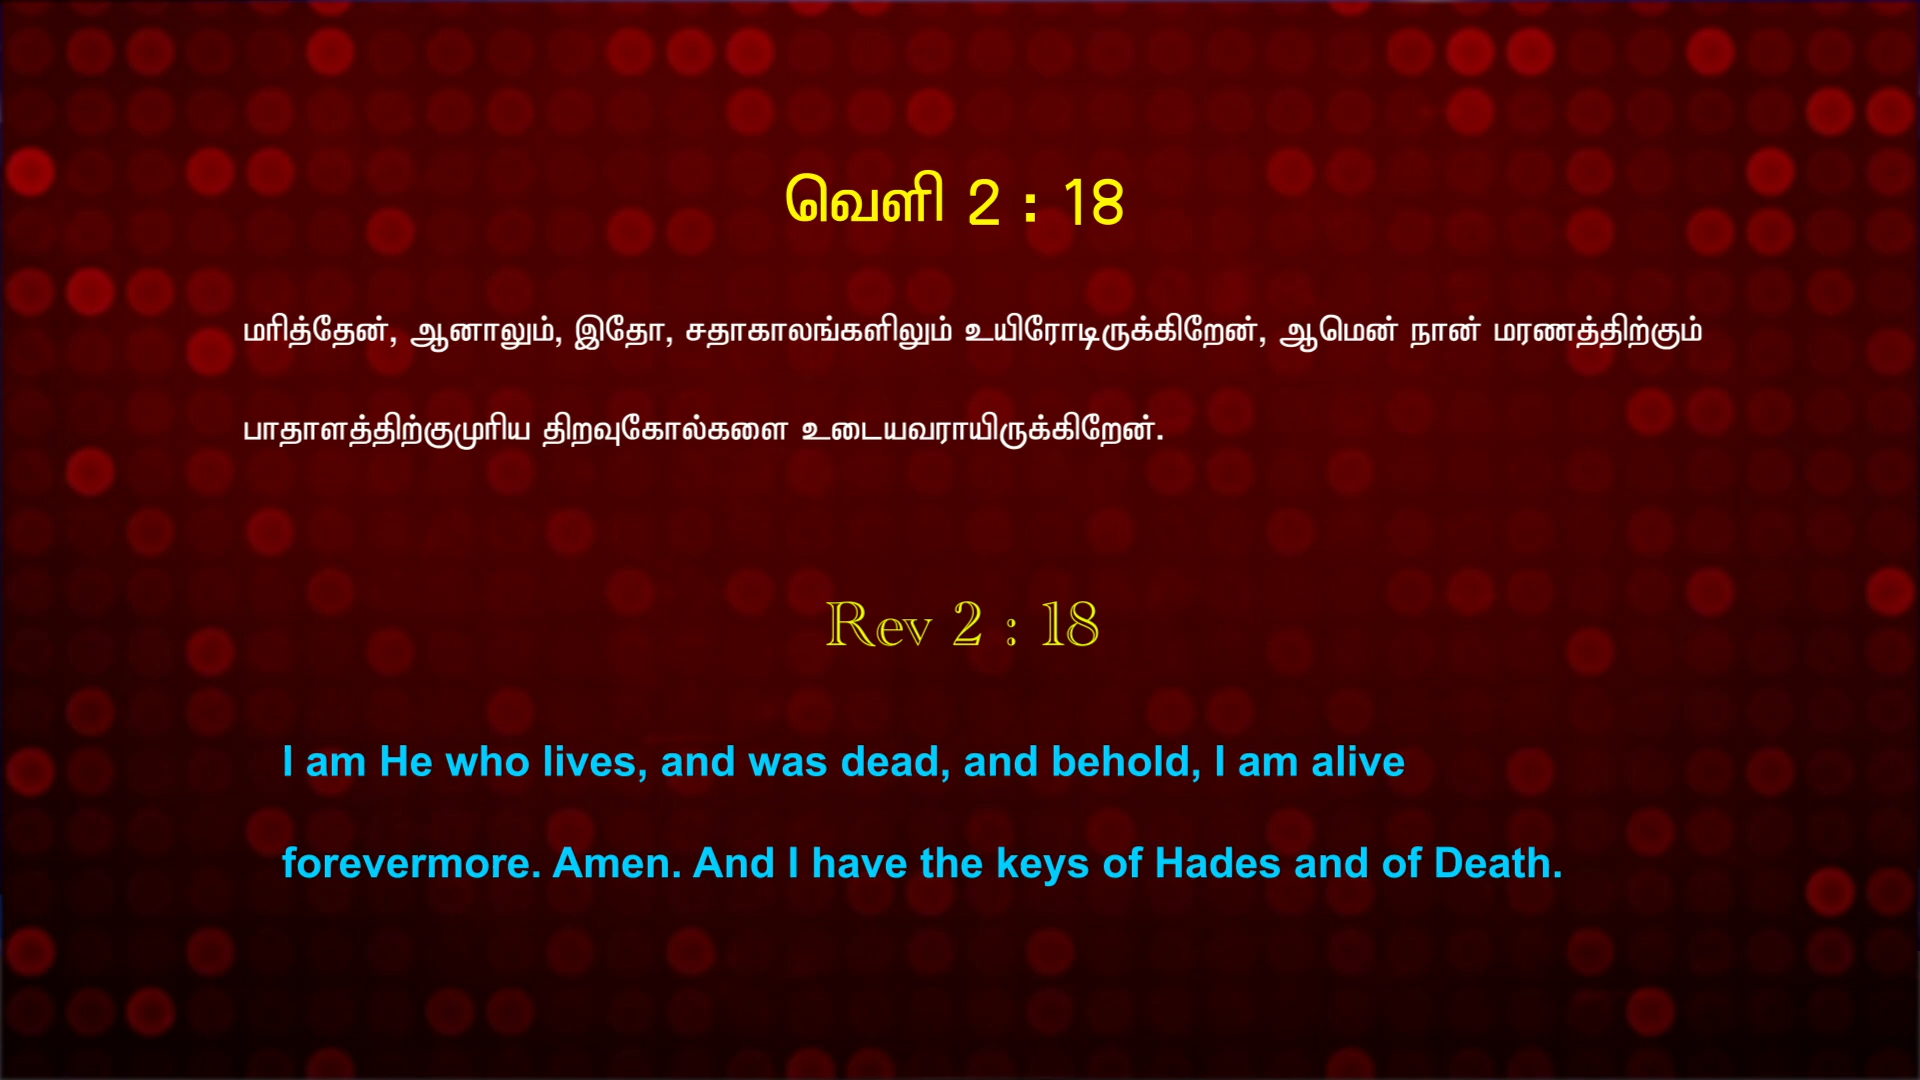 வெளி 2 : 18
மரித்தேன், ஆனாலும், இதோ, சதாகாலங்களிலும் உயிரோடிருக்கிறேன், ஆமென் நான் மரணத்திற்கும்
பாதாளத்திற்குமுரிய திறவுகோல்களை உடையவராயிருக்கிறேன்.
Rev 2 : 18
I am He who lives, and was dead, and behold, I am alive
forevermore. Amen. And I have the keys of Hades and of Death.